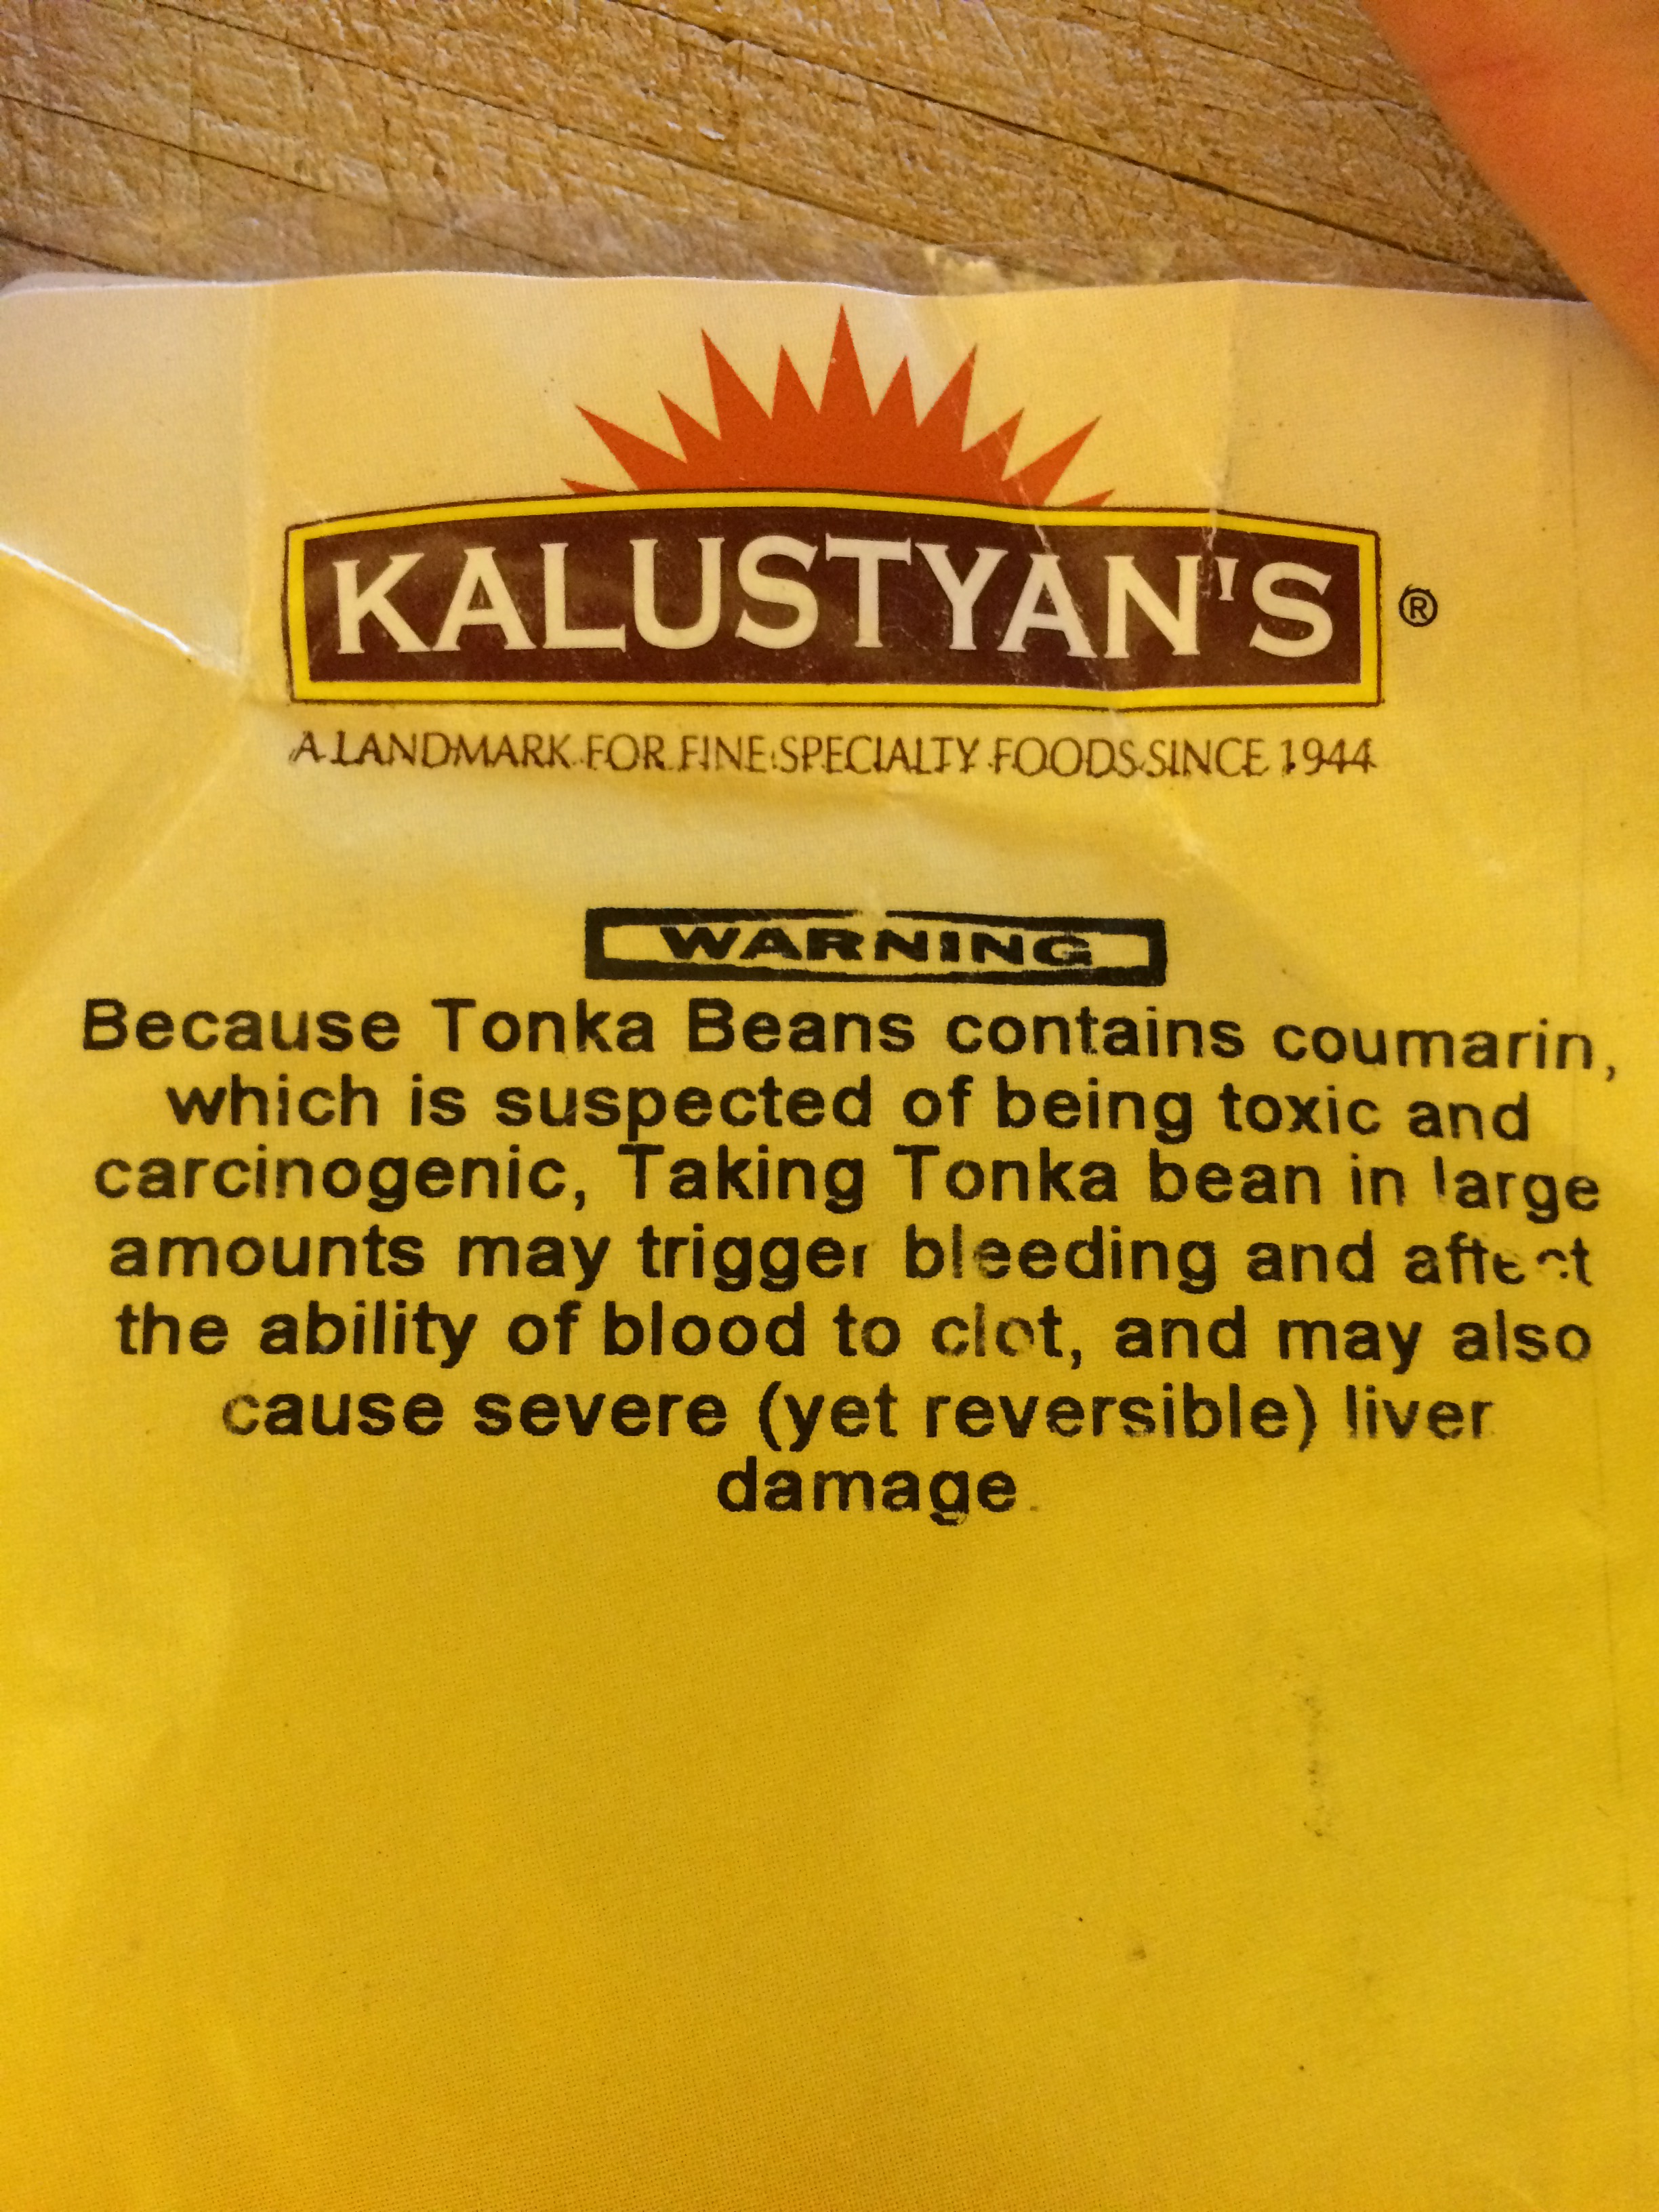 KALUSTYAN'S ®
A LANDMARK FOR FINE SPECIALTY FOODS SINCE 1944
WARNING
Because Tonka Beans contains coumarin,
which is suspected of being toxic and
carcinogenic, Taking Tonka bean in large
amounts may trigger bleeding and affect
the ability of blood to clot, and may also
cause severe (yet reversible) liver
damage.